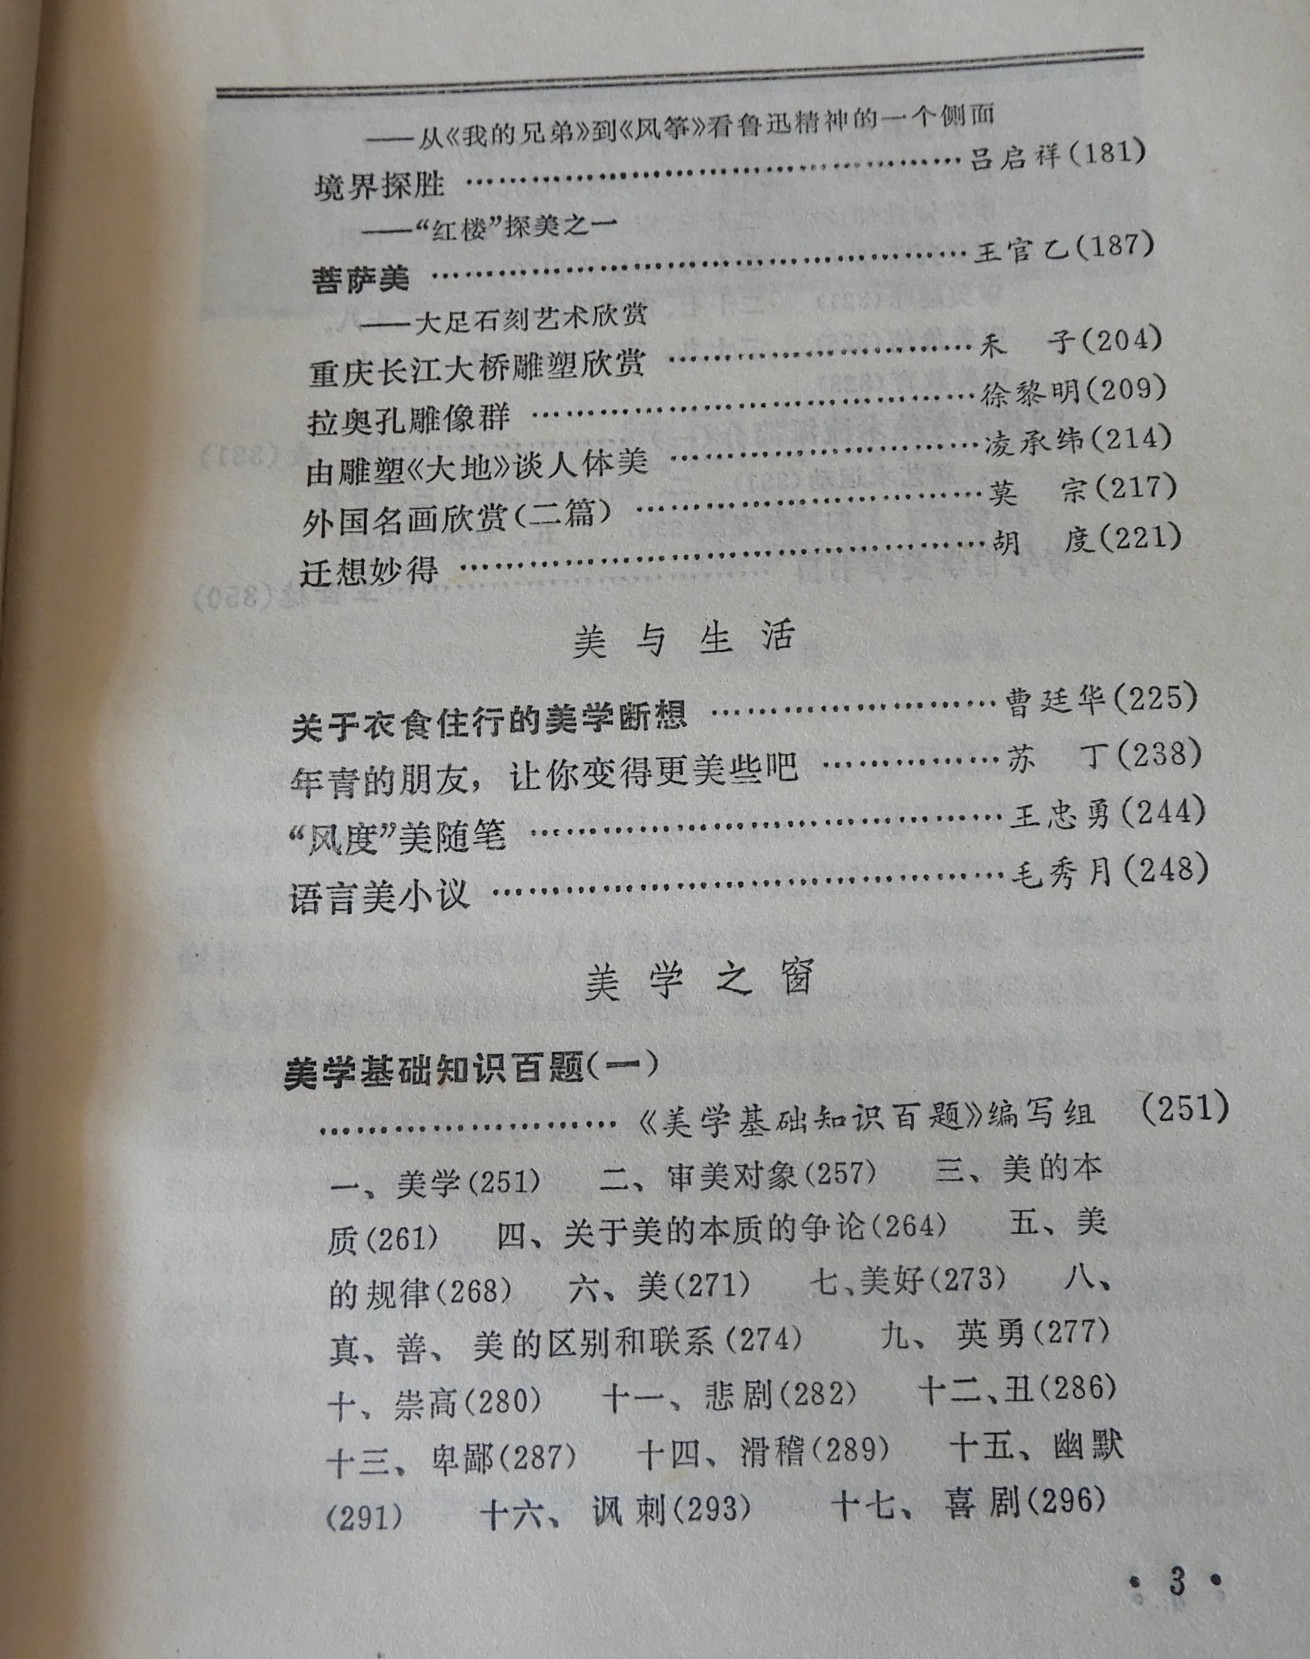 ——从《我的兄弟》到《风筝》看鲁迅精神的一个侧面
境界探胜 ……………………………………吕启祥(181)
——“红楼”探美之一
菩萨美 ……………………………………王官乙(187)
——大足石刻艺术欣赏
重庆长江大桥雕塑欣赏 ……………………禾　子(204)
拉奥孔雕像群 ……………………………徐黎明(209)
由雕塑《大地》谈人体美 …………………凌承纬(214)
外国名画欣赏(二篇) ……………………莫　宗(217)
迁想妙得 …………………………………胡　度(221)
美 与 生 活
关于衣食住行的美学断想 …………………曹廷华(225)
年青的朋友，让你变得更美些吧 ……………苏　丁(238)
“风度”美随笔 ……………………………王忠勇(244)
语言美小议 ………………………………毛秀月(248)
美 学 之 窗
美学基础知识百题(一)
……………………《美学基础知识百题》编写组 (251)
一、美学(251)　二、审美对象(257)　三、美的本
质(261)　四、关于美的本质的争论(264)　五、美
的规律(268)　六、美(271)　七、美好(273)　八、
真、善、美的区别和联系(274)　九、英勇(277)
十、崇高(280)　十一、悲剧(282)　十二、丑(286)
十三、卑鄙(287)　十四、滑稽(289)　十五、幽默
(291)　十六、讽刺(293)　十七、喜剧(296)
• 3 •